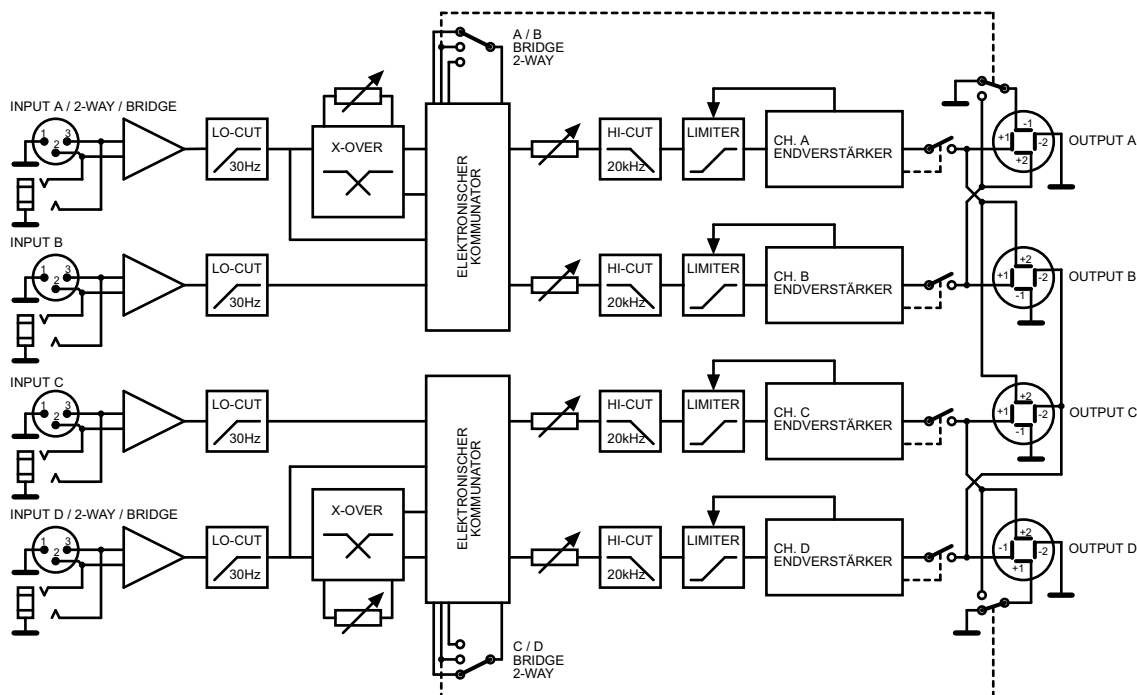 A / B
BRIDGE
2-WAY
INPUT A / 2-WAY / BRIDGE
1 3
2
LO-CUT
30Hz
X-OVER
ELEKTRONISCHER
KOMMUNATOR
HI-CUT
20kHz
LIMITER
CH. A
ENDVERSTÄRKER
-1
+1
-2
+2
OUTPUT A
INPUT B
1 3
2
LO-CUT
30Hz
HI-CUT
20kHz
LIMITER
CH. B
ENDVERSTÄRKER
+2
+1
-2
-1
OUTPUT B
INPUT C
1 3
2
LO-CUT
30Hz
ELEKTRONISCHER
KOMMUNATOR
HI-CUT
20kHz
LIMITER
CH. C
ENDVERSTÄRKER
+2
+1
-2
-1
OUTPUT C
INPUT D / 2-WAY / BRIDGE
1 3
2
LO-CUT
30Hz
X-OVER
HI-CUT
20kHz
LIMITER
CH. D
ENDVERSTÄRKER
+2
-1
-2
+1
OUTPUT D
C / D
BRIDGE
2-WAY